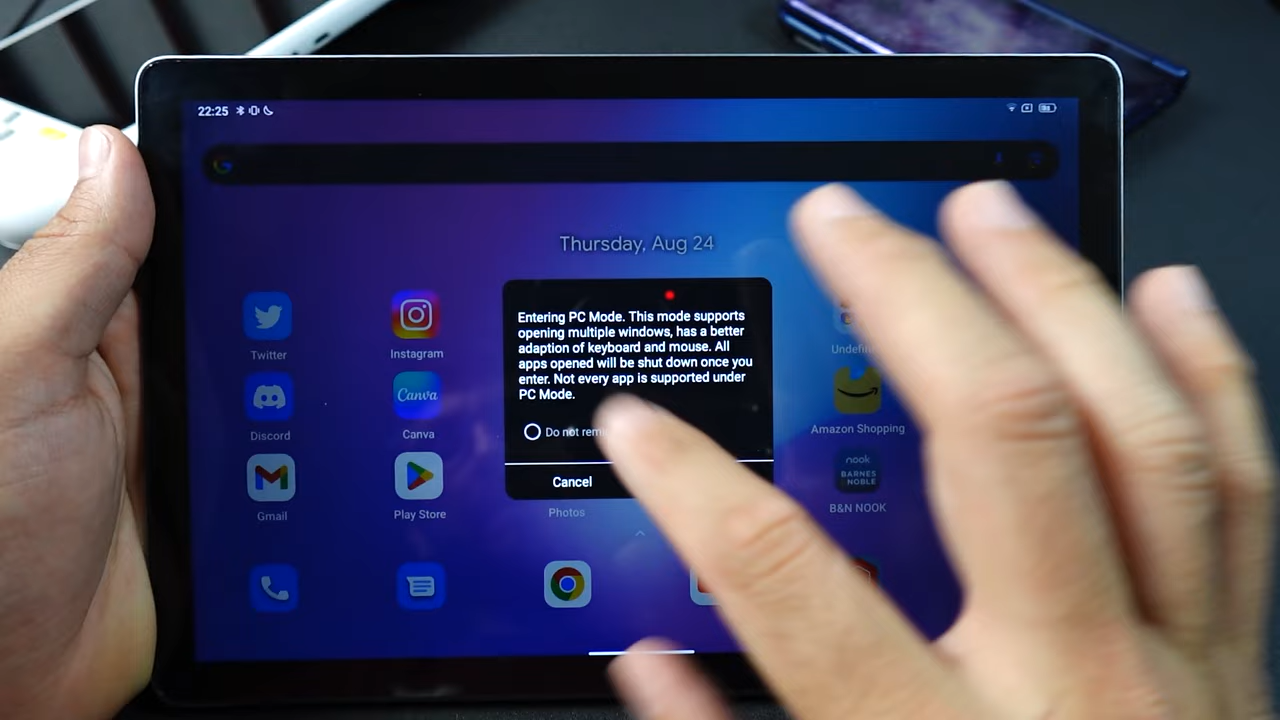 22:25
Thursday, Aug 24
Entering PC Mode. This mode supports
opening multiple windows, has a better
adaption of keyboard and mouse. All
apps opened will be shut down once you
enter. Not every app is supported under
PC Mode.
Do not
Cancel
Twitter
Instagram
Discord
Canva
Canva
Amazon Shopping
Gmail
Play Store
Photos
nook
BARNES
NOBLE
B&N NOOK